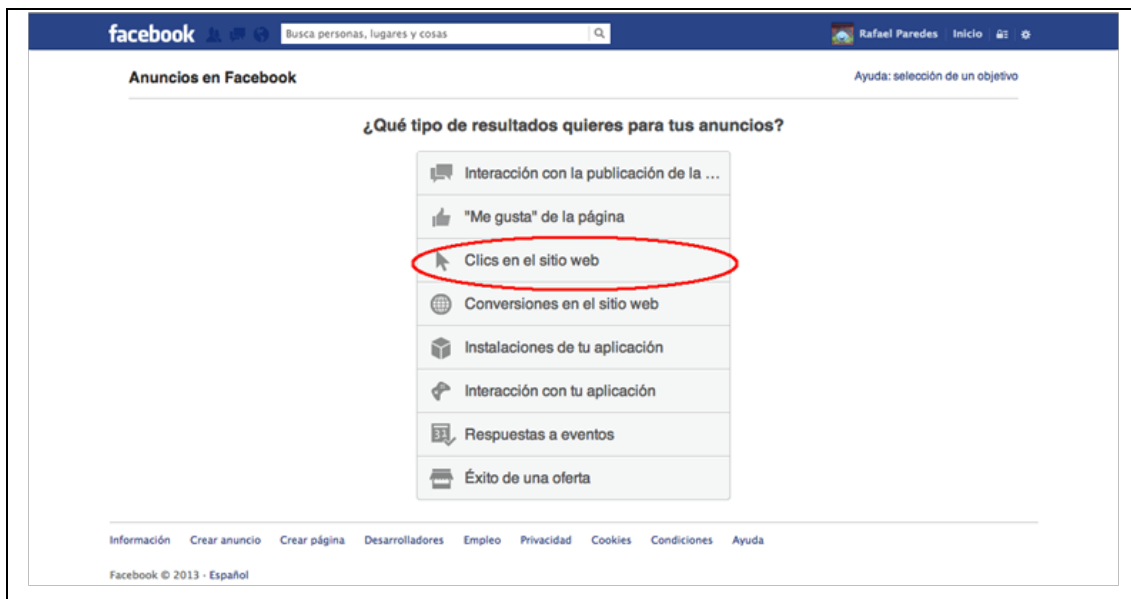 facebook Busca personas, lugares y cosas Rafael Paredes Inicio
Anuncios en Facebook Ayuda: selección de un objetivo
¿Qué tipo de resultados quieres para tus anuncios?
Interacción con la publicación de la ...
"Me gusta" de la página
Clics en el sitio web
Conversiones en el sitio web
Instalaciones de tu aplicación
Interacción con tu aplicación
31 Respuestas a eventos
Éxito de una oferta
Información Crear anuncio Crear página Desarrolladores Empleo Privacidad Cookies Condiciones Ayuda
Facebook © 2013 · Español